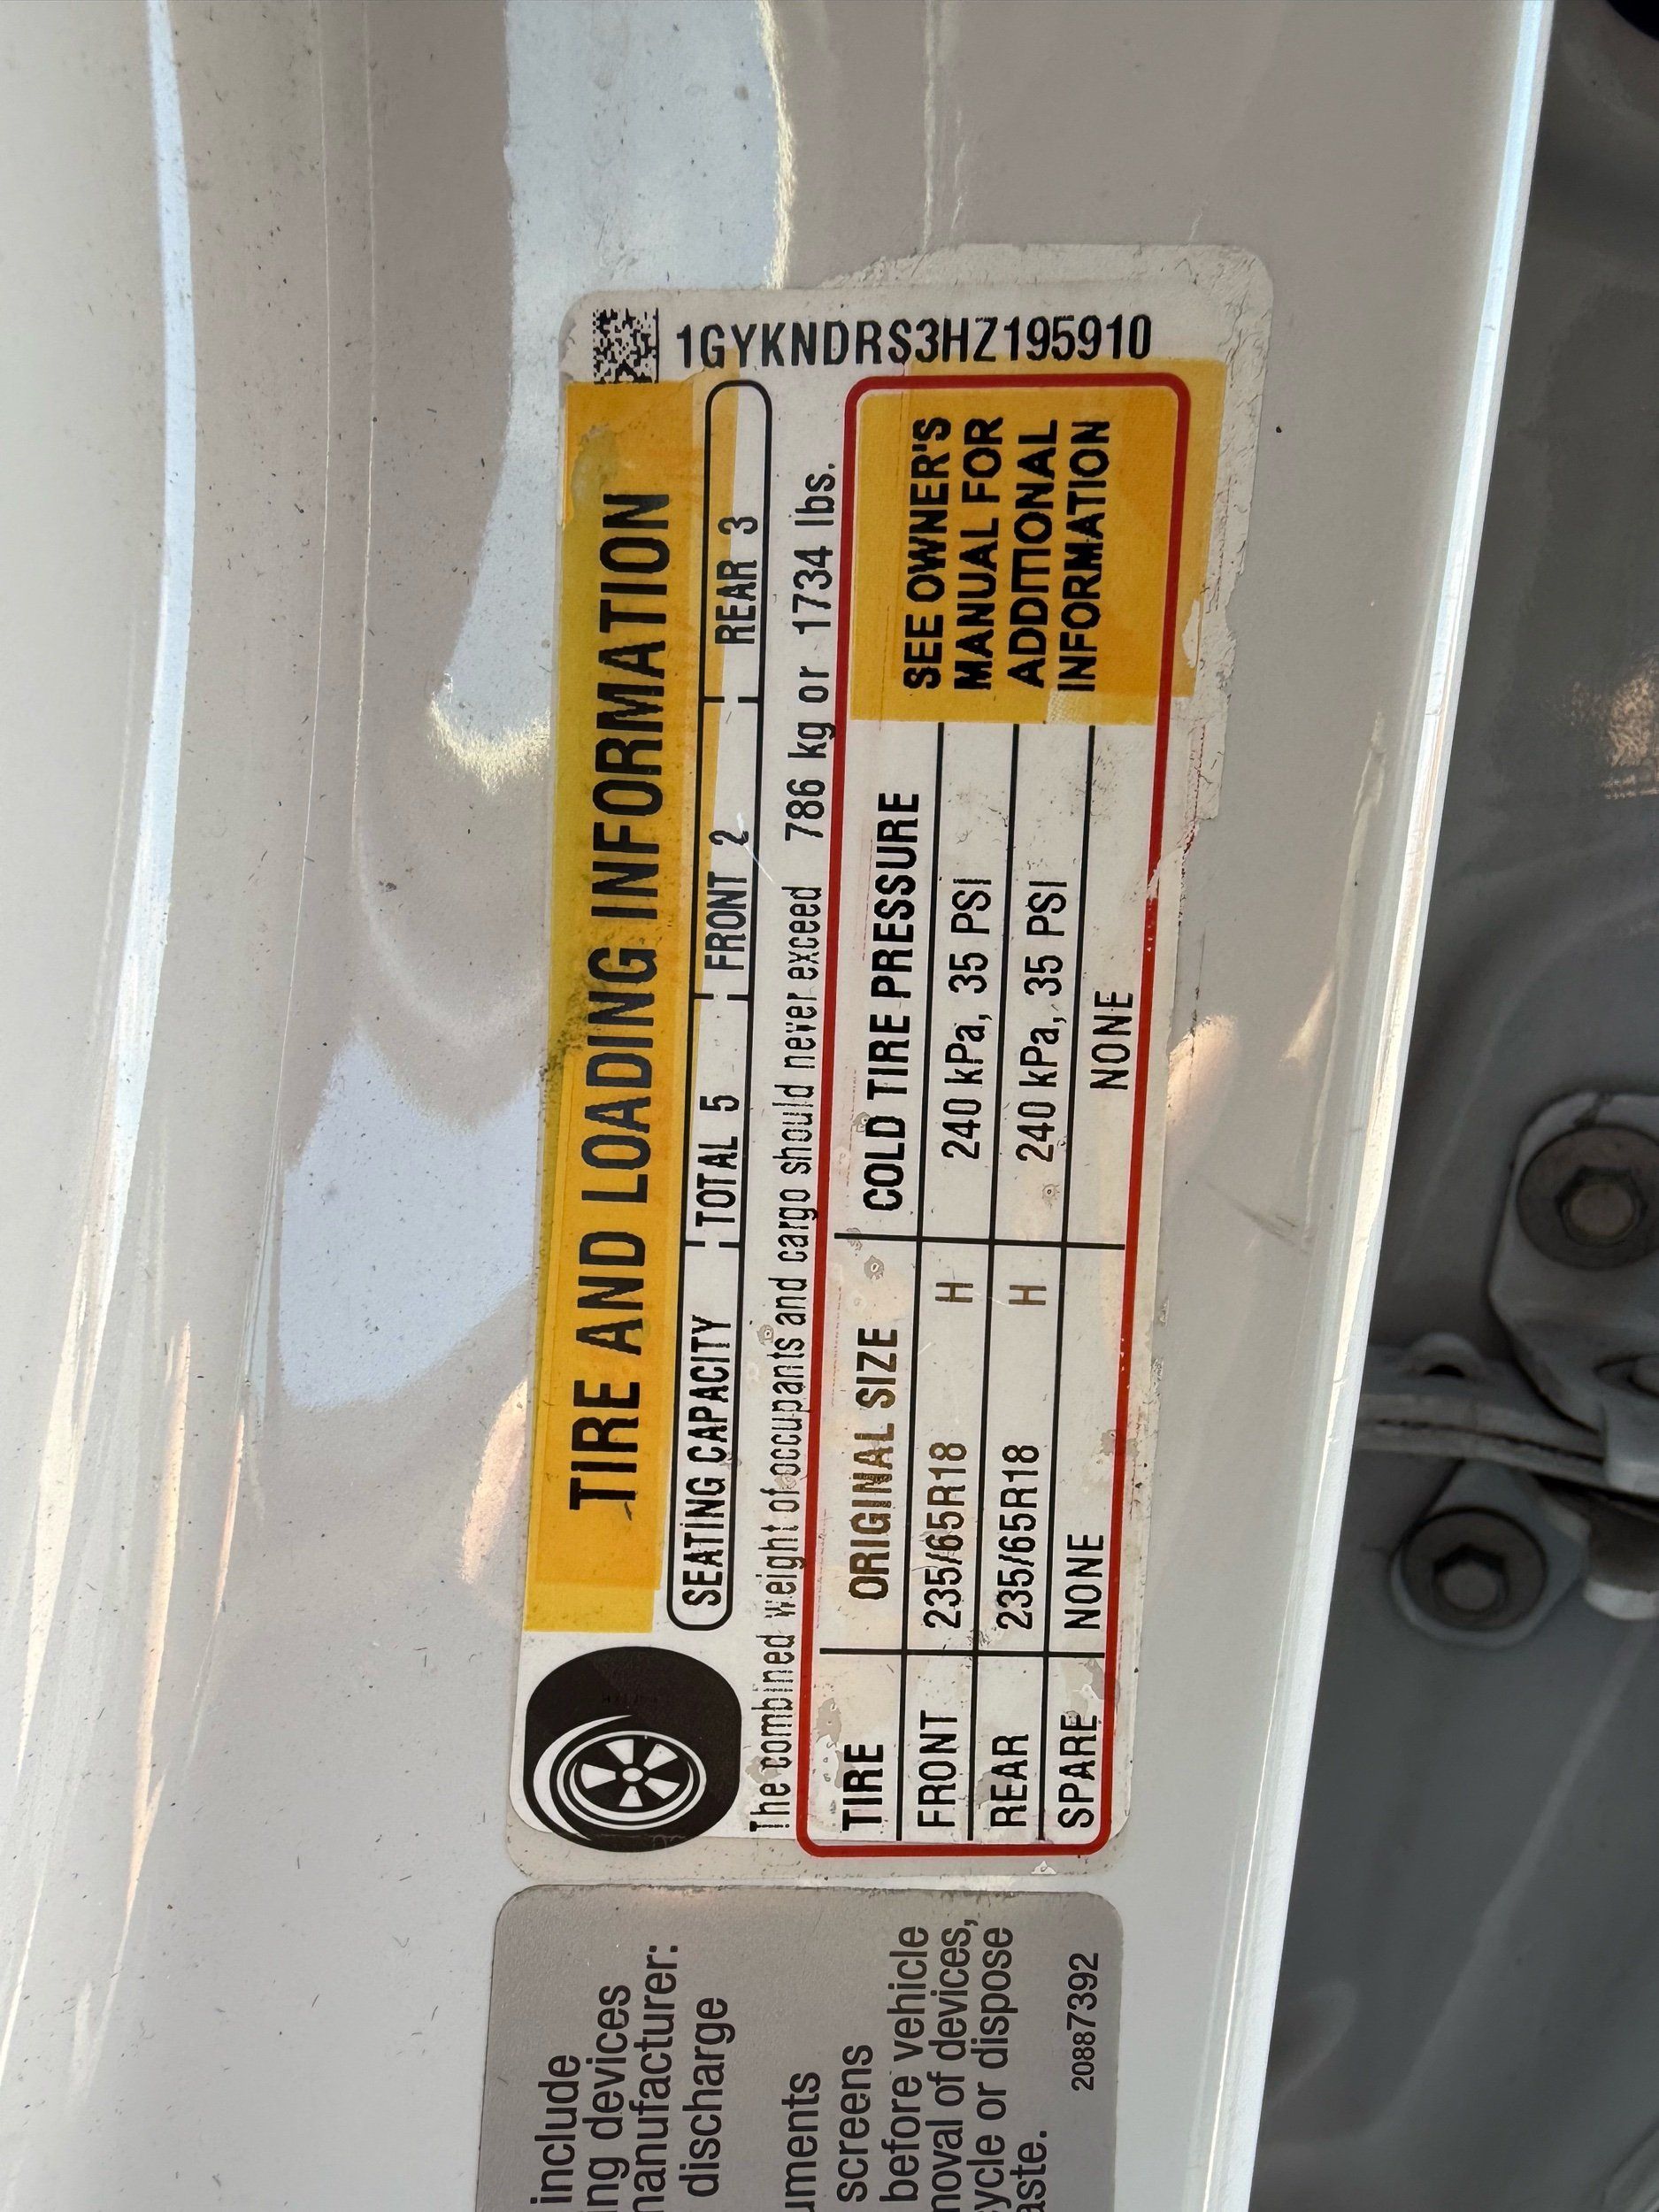 TIRE AND LOADING INFORMATION
SEATING CAPACITY TOTAL 5 FRONT 2 REAR 3
The combined weight of occupants and cargo should never exceed 786 kg or 1734 lbs.
TIRE ORIGINAL SIZE COLD TIRE PRESSURE
FRONT 235/65R18 H 240 kPa, 35 PSI
REAR 235/65R18 H 240 kPa, 35 PSI
SPARE NONE NONE
SEE OWNER'S
MANUAL FOR
ADDITIONAL
INFORMATION
1GYKNDRS3HZ195910
include
ng devices
manufacturer:
discharge
uments
screens
before vehicle
moval of devices,
ycle or dispose
aste.
20887392